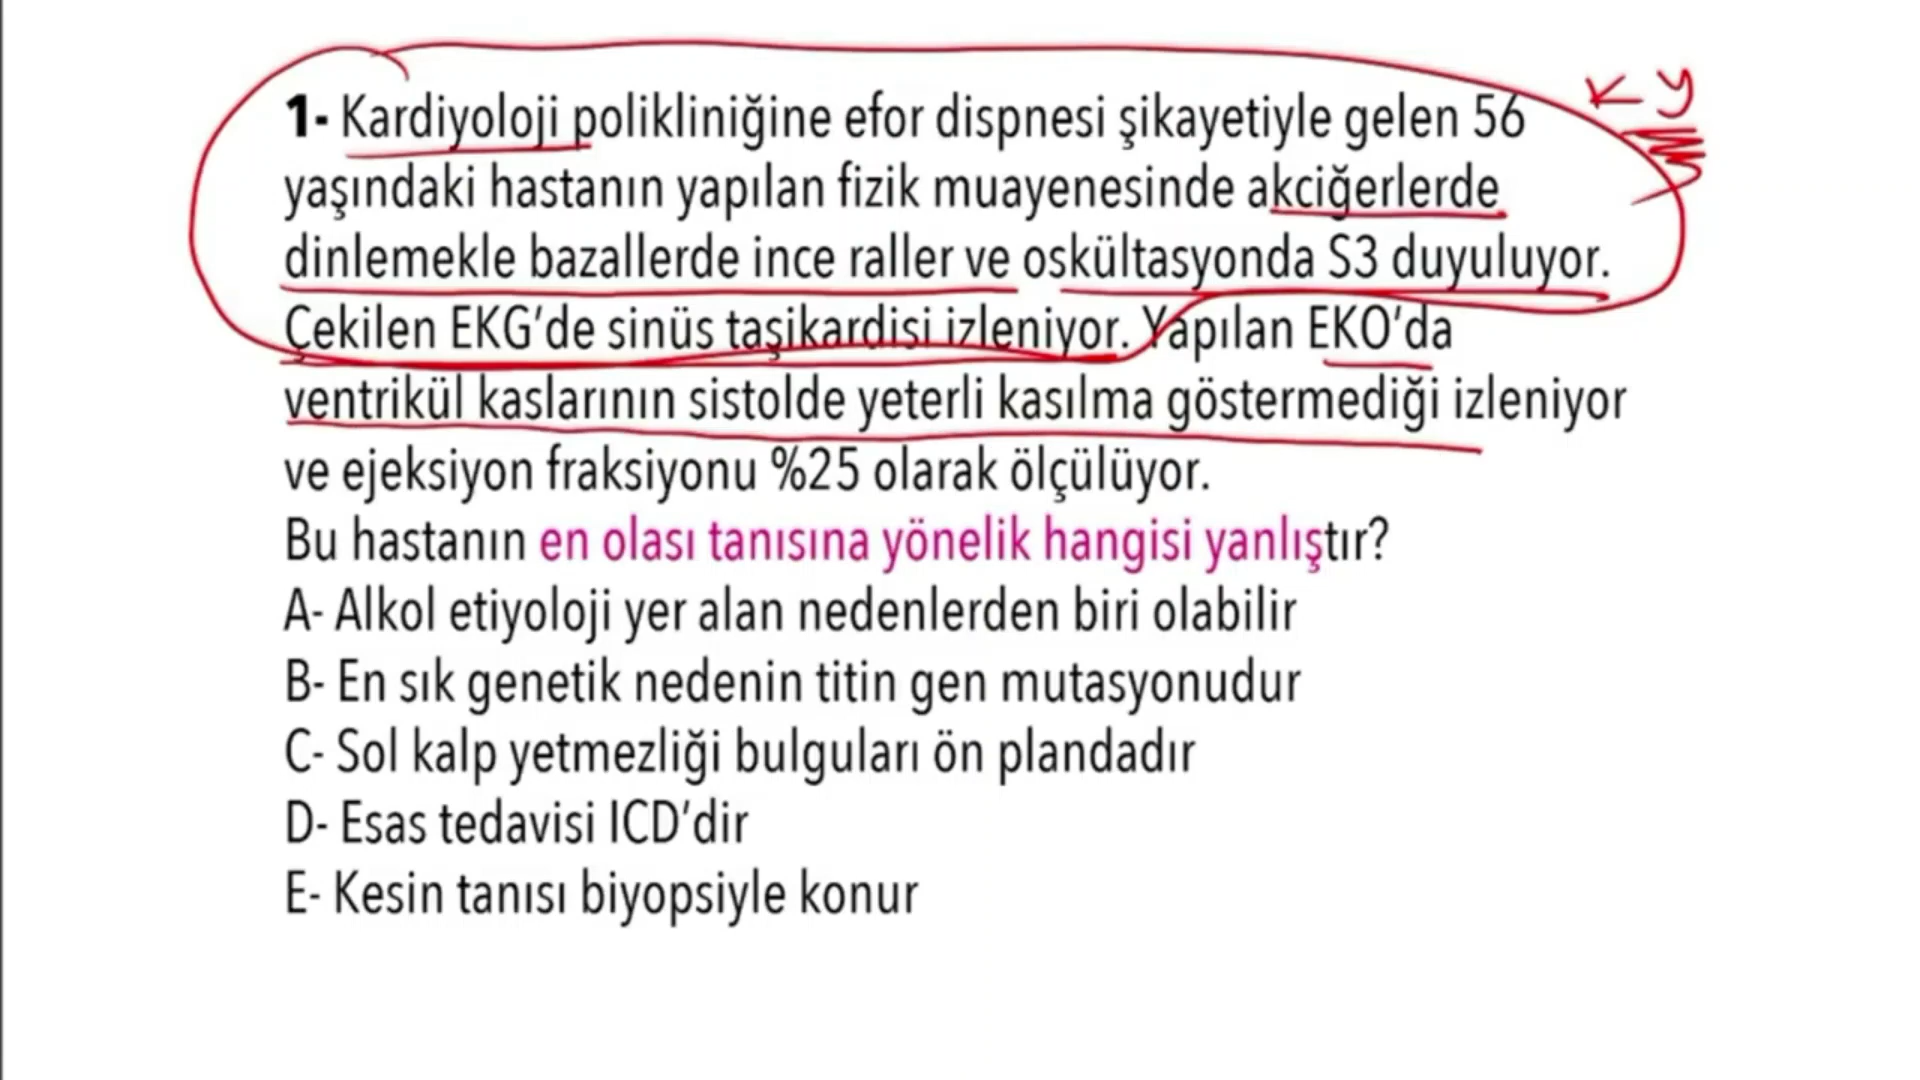 KY
1- Kardiyoloji polikliniğine efor dispnesi şikayetiyle gelen 56
yaşındaki hastanın yapılan fizik muayenesinde akciğerlerde
dinlemekle bazallerde ince raller ve oskültasyonda S3 duyuluyor.
Çekilen EKG'de sinüs taşikardisi izleniyor. Yapılan EKO'da
ventrikül kaslarının sistolde yeterli kasılma göstermediği izleniyor
ve ejeksiyon fraksiyonu %25 olarak ölçülüyor.
Bu hastanın en olası tanısına yönelik hangisi yanlıştır?
A- Alkol etiyoloji yer alan nedenlerden biri olabilir
B- En sık genetik nedenin titin gen mutasyonudur
C- Sol kalp yetmezliği bulguları ön plandadır
D- Esas tedavisi ICD'dir
E- Kesin tanısı biyopsiyle konur